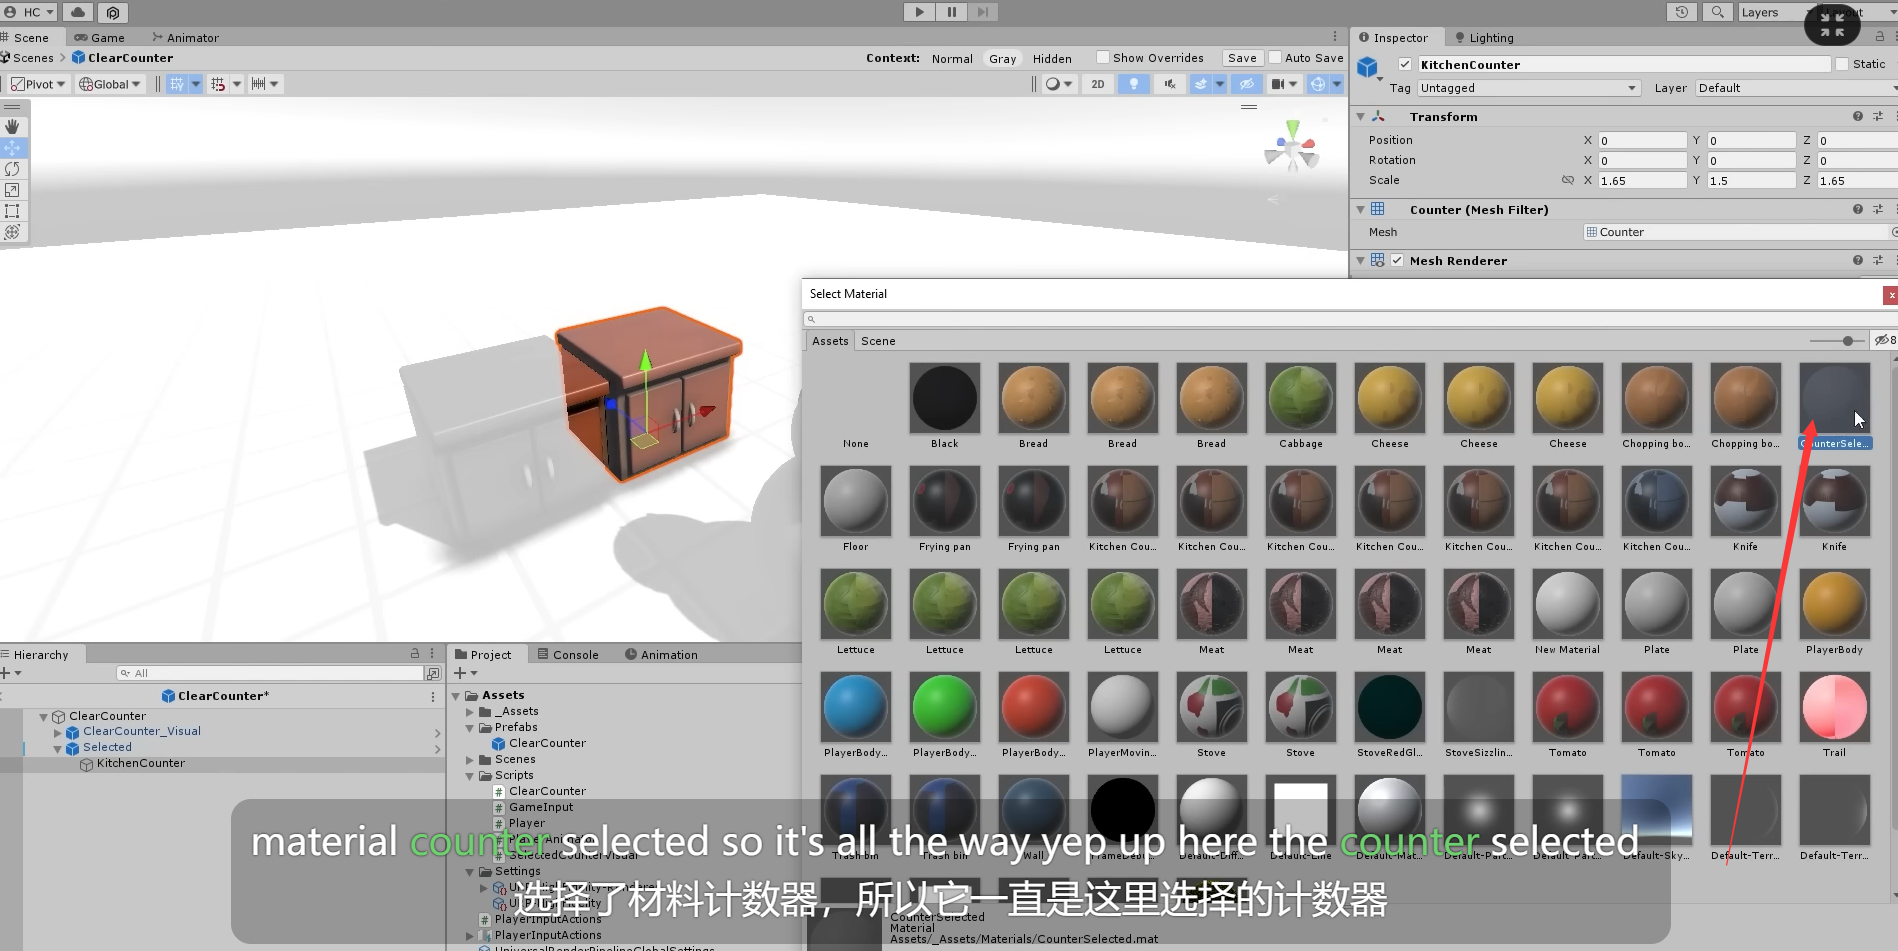 HC
Layers
Scene
Game
Animator
Inspector
Lighting
Scenes
ClearCounter
Context:
Normal
Gray
Hidden
Show Overrides
Save
Auto Save
KitchenCounter
Static
Pivot
Global
2D
Tag
Untagged
Layer
Default
Transform
Position
X 0 Y 0 Z 0
Rotation
X 0 Y 0 Z 0
Scale
X 1.65 Y 1.5 Z 1.65
Counter (Mesh Filter)
Mesh
Counter
Mesh Renderer
Select Material
Assets
Scene
8
None
Black
Bread
Bread
Bread
Cabbage
Cheese
Cheese
Cheese
Chopping bo...
Chopping bo...
CounterSele...
Floor
Frying pan
Frying pan
Kitchen Cou...
Kitchen Cou...
Kitchen Cou...
Kitchen Cou...
Kitchen Cou...
Kitchen Cou...
Kitchen Cou...
Knife
Knife
Lettuce
Lettuce
Lettuce
Lettuce
Meat
Meat
Meat
Meat
New Material
Plate
Plate
PlayerBody
PlayerBody...
PlayerBody...
PlayerBody...
PlayerMovin...
Stove
Stove
StoveRedGl...
StoveSizzlin...
Tomato
Tomato
Tomato
Trail
Trash bin
Trash bin
Wall
Default-Line
Default-Mat...
Default-Part...
Default-Part...
Default-Sky...
Default-Terr...
Default-Terr...
CounterSelected
Material
Assets/_Assets/Materials/CounterSelected.mat
Hierarchy
All
ClearCounter*
ClearCounter
ClearCounter_Visual
Selected
KitchenCounter
Project
Console
Animation
Assets
_Assets
Prefabs
ClearCounter
Scenes
Scripts
ClearCounter
GameInput
Player
SelectedCounterVisual
Settings
PlayerInputActions
PlayerInputActions
UniversalRenderPipelineGlobalSettings
material counter selected so it's all the way yep up here the counter selected
选择了材料计数器，所以它一直是这里选择的计数器